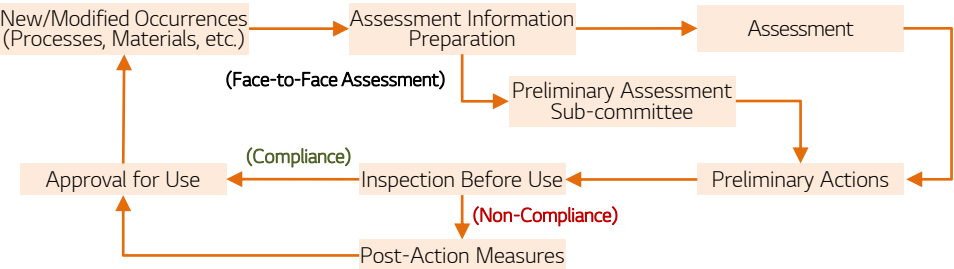 New/Modified Occurrences
(Processes, Materials, etc.)
Assessment Information
Preparation
Assessment
(Face-to-Face Assessment)
Preliminary Assessment
Sub-committee
(Compliance)
Approval for Use
Inspection Before Use
Preliminary Actions
(Non-Compliance)
Post-Action Measures